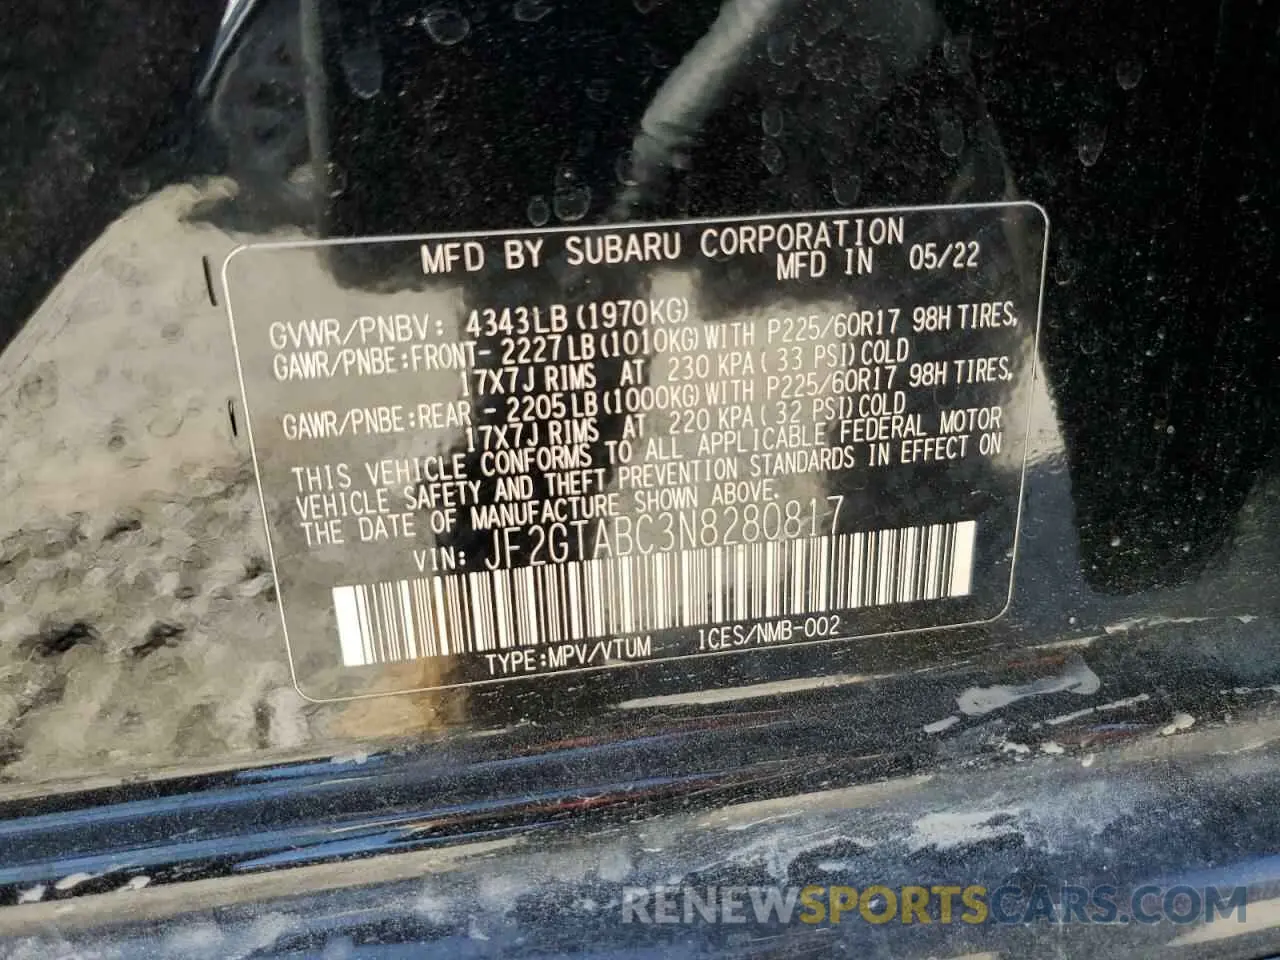 MFD BY SUBARU CORPORATION
MFD IN 05/22
GVWR/PNBV: 4343LB(1970KG)
GAWR/PNBE:FRONT- 2227LB(1010KG)WITH P225/60R17 98H TIRES,
17X7J RIMS AT 230 KPA(33 PSI)COLD
GAWR/PNBE:REAR - 2205LB(1000KG)WITH P225/60R17 98H TIRES,
17X7J RIMS AT 220 KPA(32 PSI)COLD
THIS VEHICLE CONFORMS TO ALL APPLICABLE FEDERAL MOTOR
VEHICLE SAFETY AND THEFT PREVENTION STANDARDS IN EFFECT ON
THE DATE OF MANUFACTURE SHOWN ABOVE.
VIN: JF2GTABC3N8280817
TYPE:MPV/VTUM ICES/NMB-002
RENEWSPORTSCARS.COM